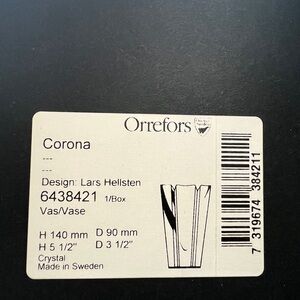 Orrefors
Corona
---
---
Design: Lars Hellsten
6438421 1/Box
Vas/Vase
H 140 mm D 90 mm
H 5 1/2" D 3 1/2"
Crystal
Made in Sweden
7 319674 384211